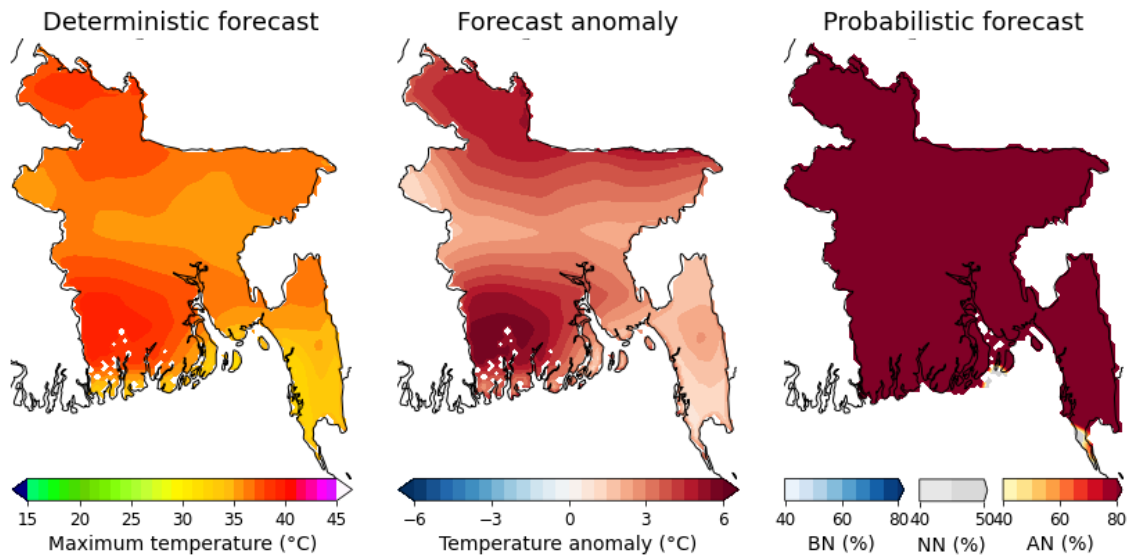 Deterministic forecast
Forecast anomaly
Probabilistic forecast
15 20 25 30 35 40 45
Maximum temperature (°C)
−6 −3 0 3 6
Temperature anomaly (°C)
40 60 80
BN (%)
40 50
NN (%)
40 60 80
AN (%)